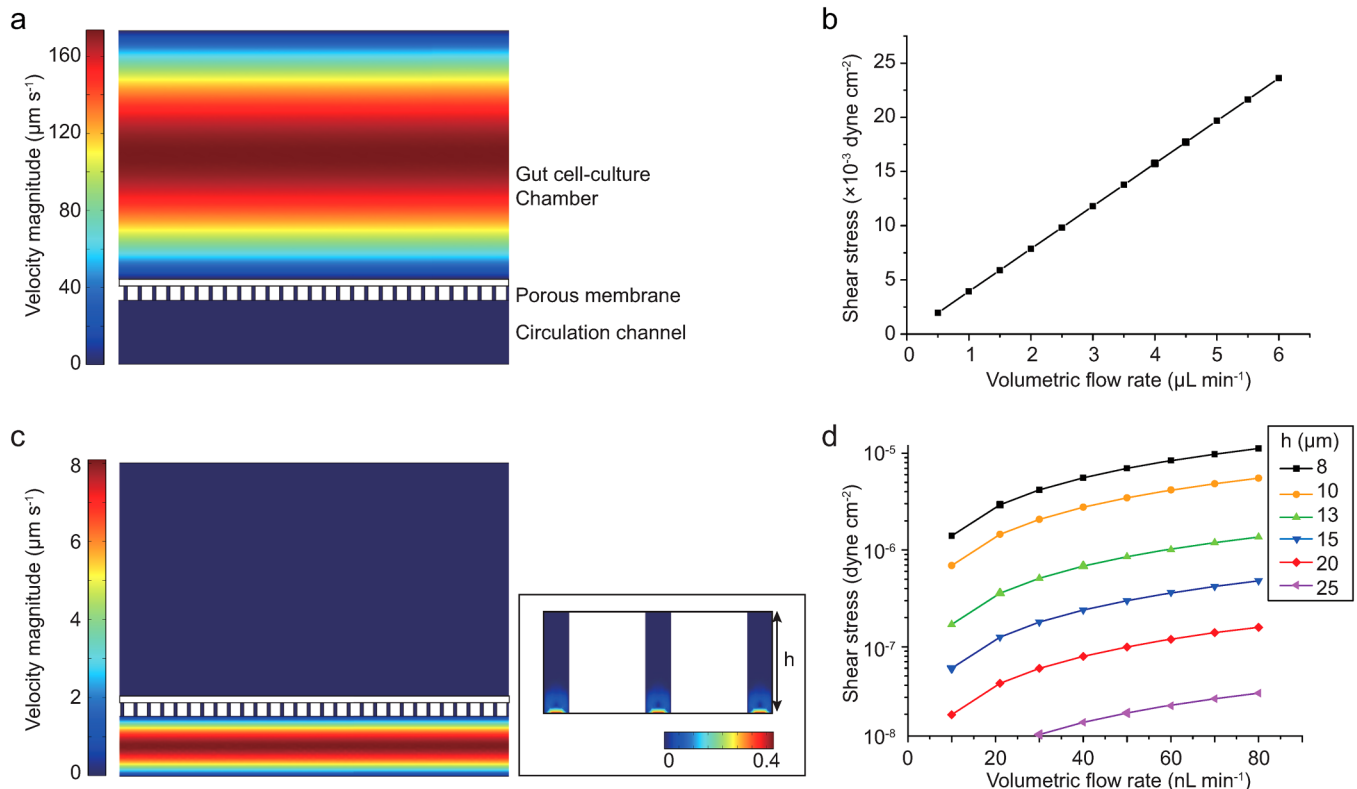 a
Velocity magnitude (µm s⁻¹)
160
120
80
40
0
Gut cell-culture
Chamber
Porous membrane
Circulation channel
b
Shear stress (×10⁻³ dyne cm⁻²)
25
20
15
10
5
0
0 1 2 3 4 5 6
Volumetric flow rate (µL min⁻¹)
c
Velocity magnitude (µm s⁻¹)
8
6
4
2
0
h
0 0.4
d
Shear stress (dyne cm⁻²)
10⁻⁵
10⁻⁶
10⁻⁷
10⁻⁸
0 20 40 60 80
Volumetric flow rate (nL min⁻¹)
h (µm)
8
10
13
15
20
25